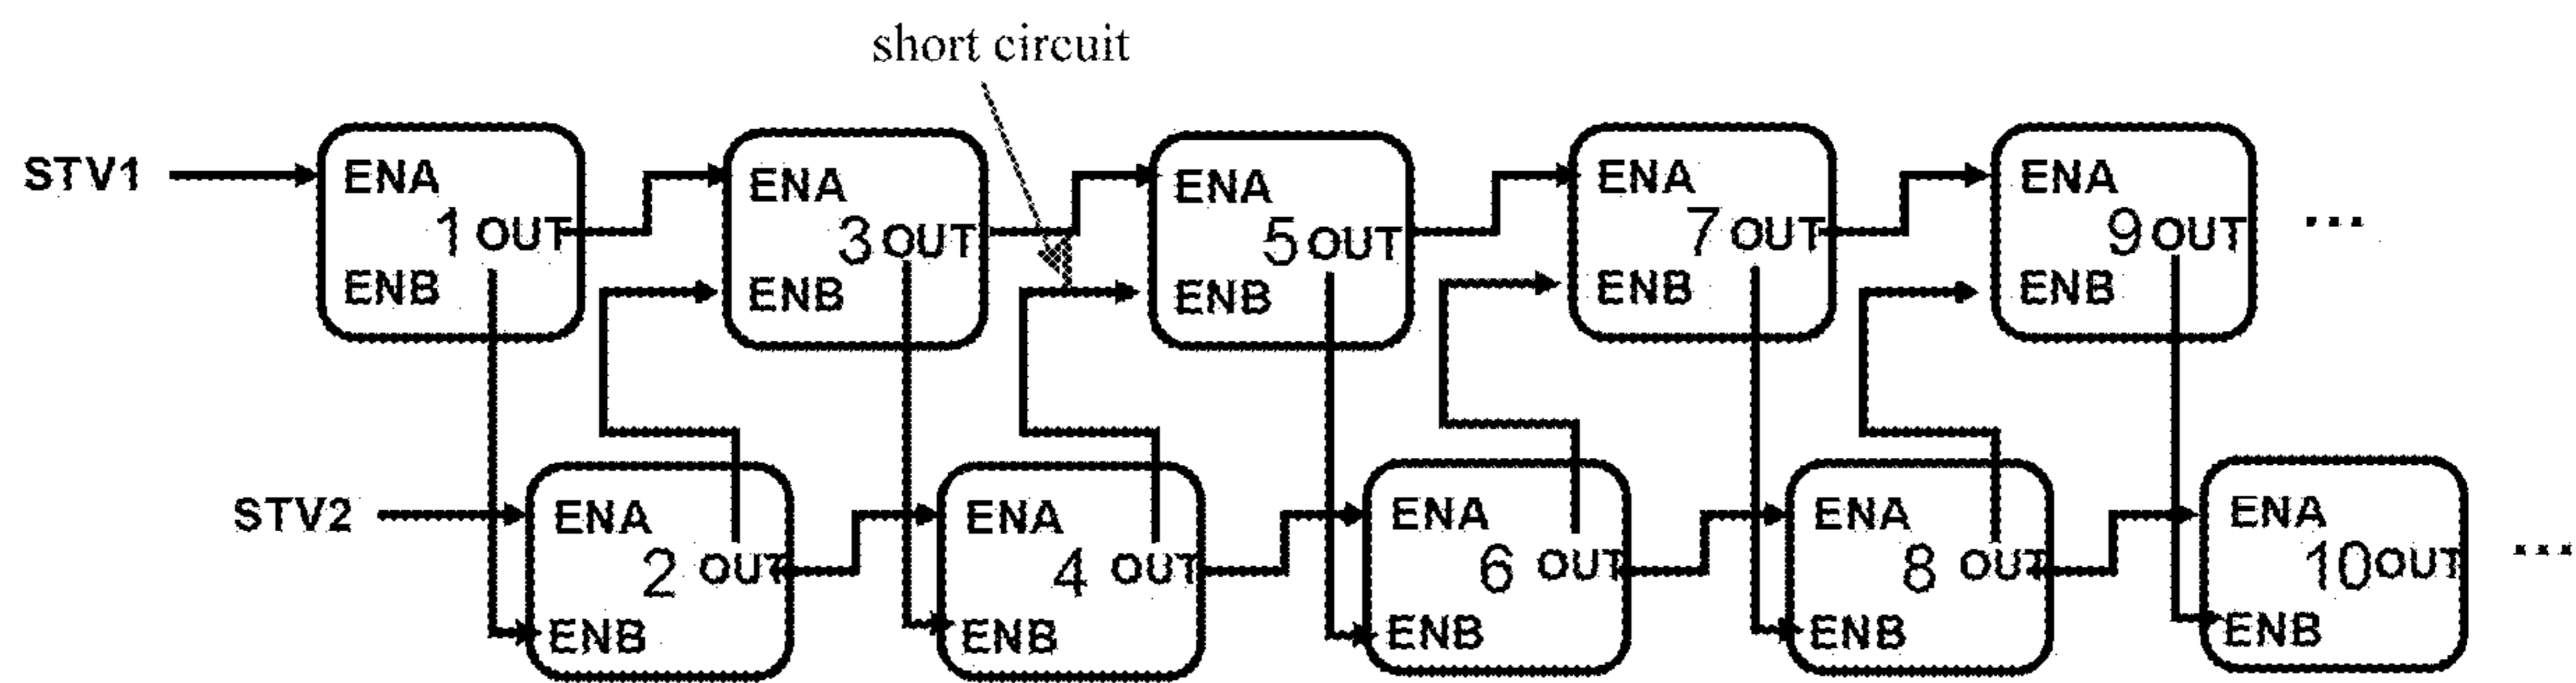 short circuit
STV1 ENA ENA ENA ENA ENA
1 OUT 3 OUT 5 OUT 7 OUT 9 OUT ...
ENB ENB ENB ENB ENB
STV2 ENA ENA ENA ENA ENA
2 OUT 4 OUT 6 OUT 8 OUT 10 OUT ...
ENB ENB ENB ENB ENB